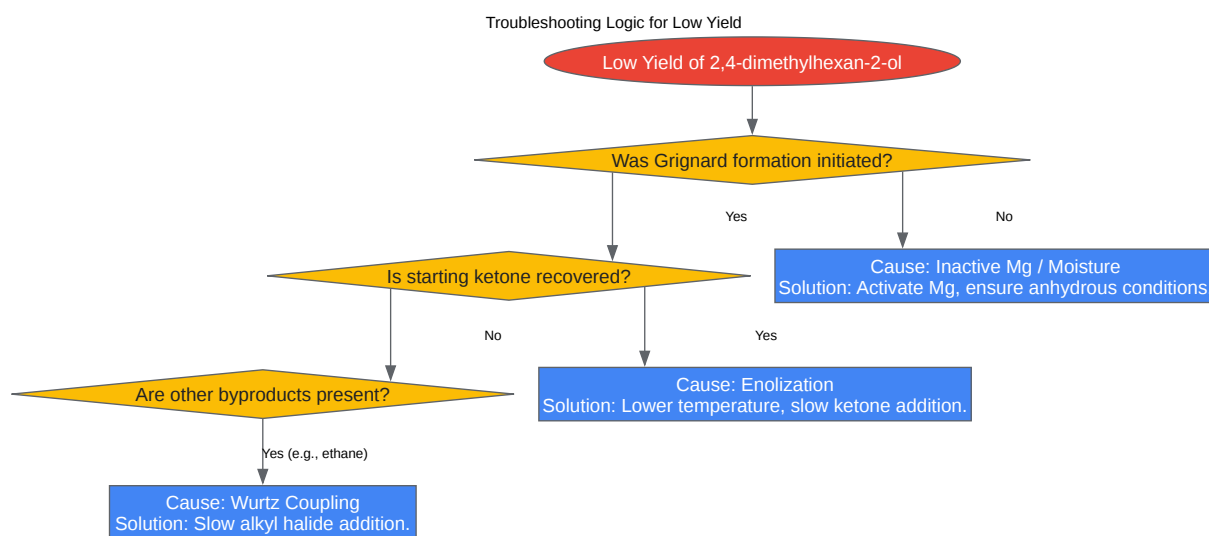 Troubleshooting Logic for Low Yield
Low Yield of 2,4-dimethylhexan-2-ol
Was Grignard formation initiated?
Yes
No
Is starting ketone recovered?
Cause: Inactive Mg / Moisture
Solution: Activate Mg, ensure anhydrous conditions
No
Yes
Are other byproducts present?
Cause: Enolization
Solution: Lower temperature, slow ketone addition.
Yes (e.g., ethane)
Cause: Wurtz Coupling
Solution: Slow alkyl halide addition.